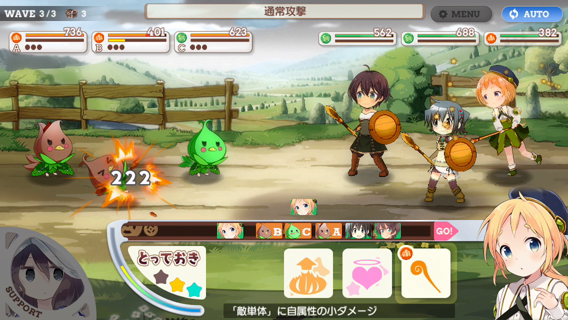 WAVE 3/3 3
通常攻撃
MENU
AUTO
736
A
401
B
623
C
562
688
382
222
B C A GO!
とっておき
SUPPORT
「敵単体」に自属性の小ダメージ